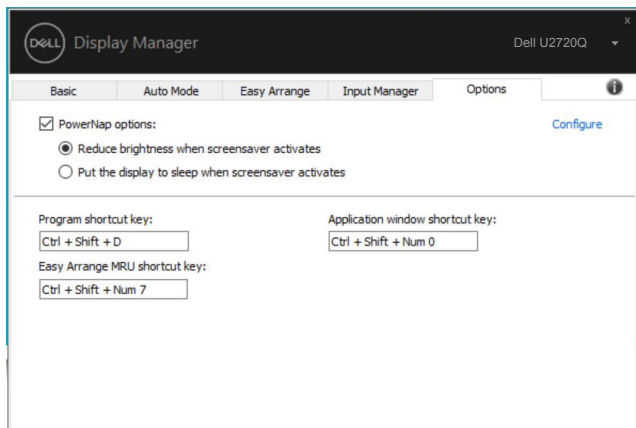 x
DELL Display Manager
Dell U2720Q
Basic Auto Mode Easy Arrange Input Manager Options
PowerNap options:
Configure
Reduce brightness when screensaver activates
Put the display to sleep when screensaver activates
Program shortcut key:
Application window shortcut key:
Ctrl + Shift + D
Ctrl + Shift + Num 0
Easy Arrange MRU shortcut key:
Ctrl + Shift + Num 7